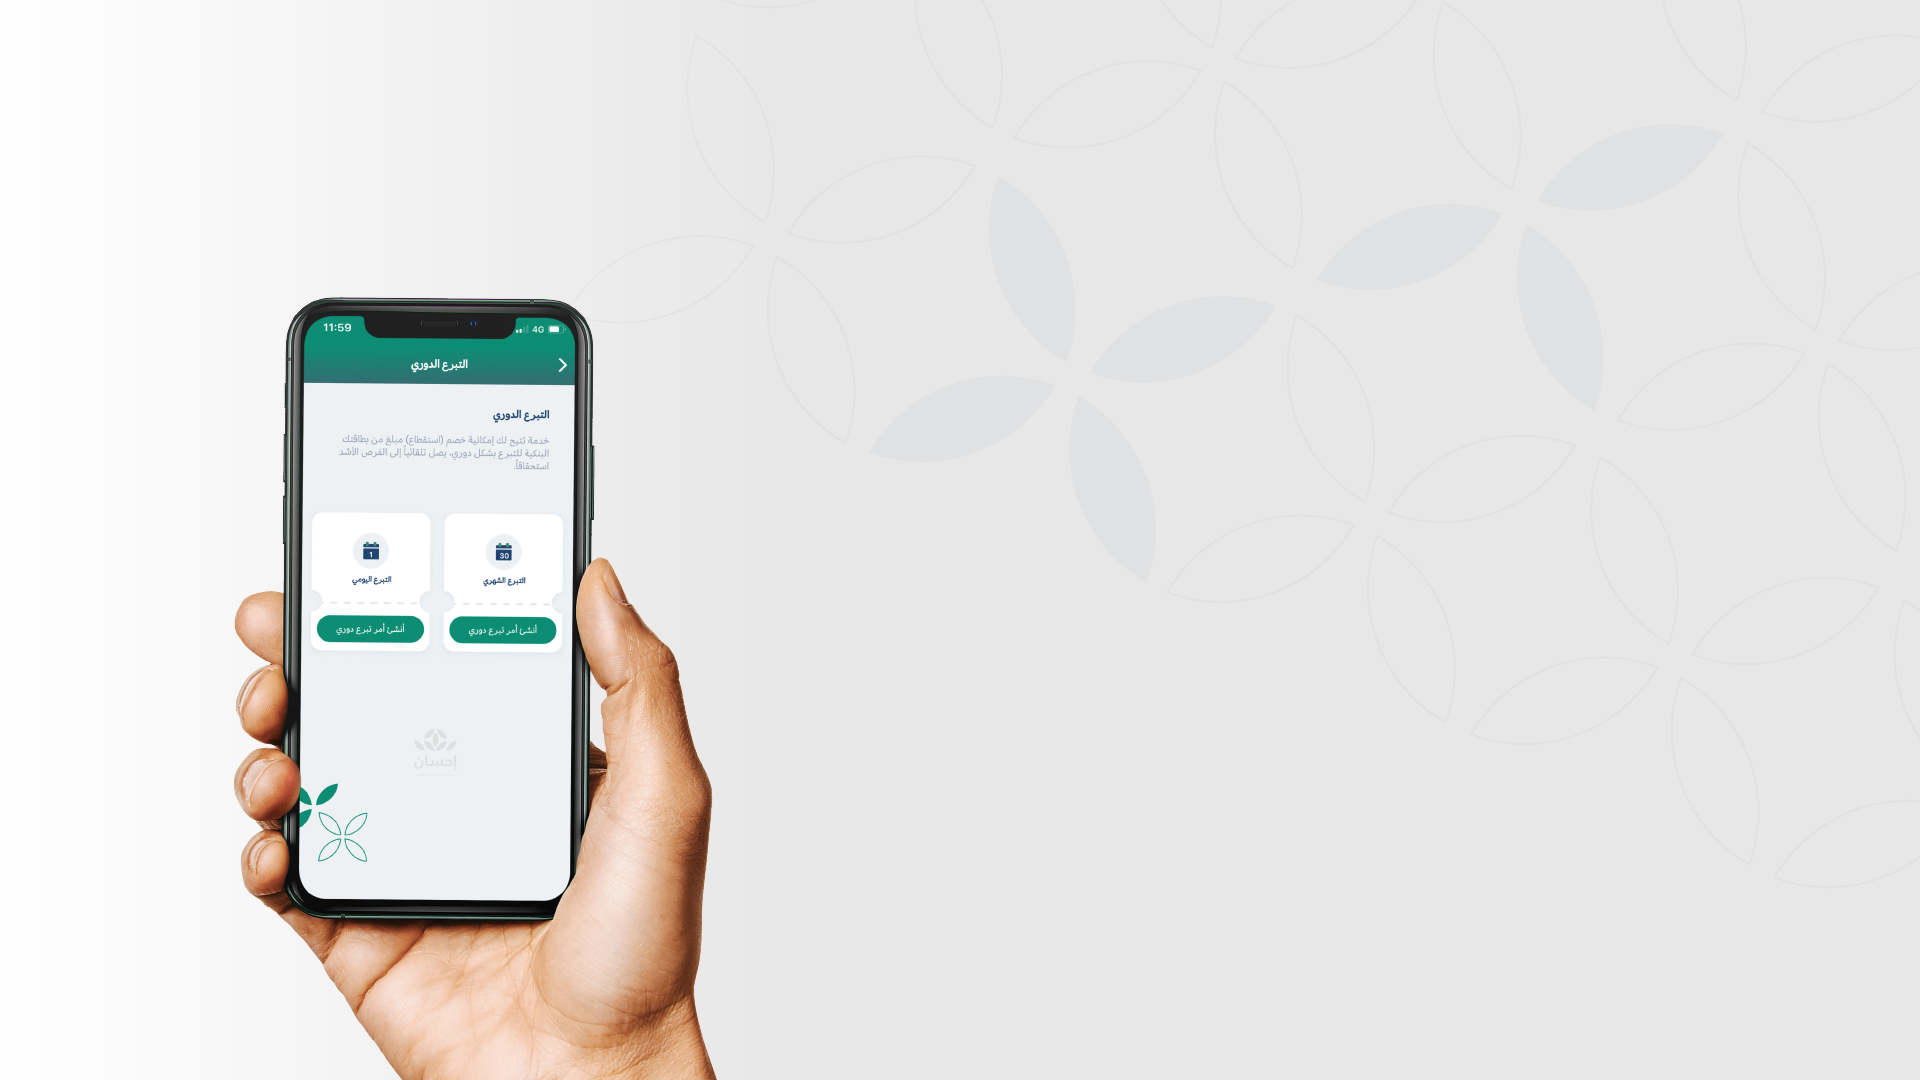 11:59
4G
التبرع الدوري
التبرع الدوري
خدمة تتيح لك إمكانية خصم (استقطاع) مبلغ من بطاقتك
البنكية للتبرع بشكل دوري، يصل تلقائياً إلى الفرص الأشد
استحقاقاً.
30
1
التبرع الشهري
التبرع اليومي
أنشئ أمر تبرع دوري
أنشئ أمر تبرع دوري
إحسان